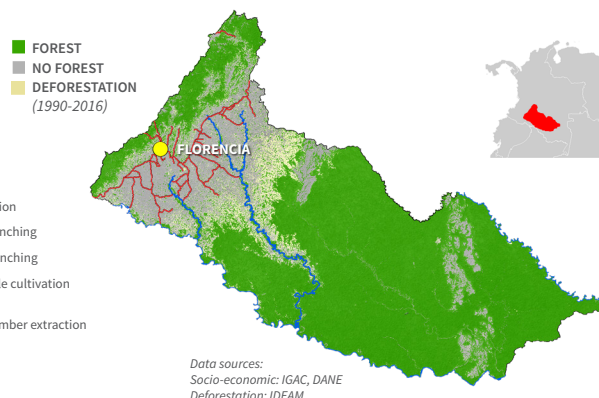 FOREST
NO FOREST
DEFORESTATION
(1990-2016)
FLORENCIA
ion
nching
nching
le cultivation
mber extraction
Data sources:
Socio-economic: IGAC, DANE
Deforestation: IDEAM